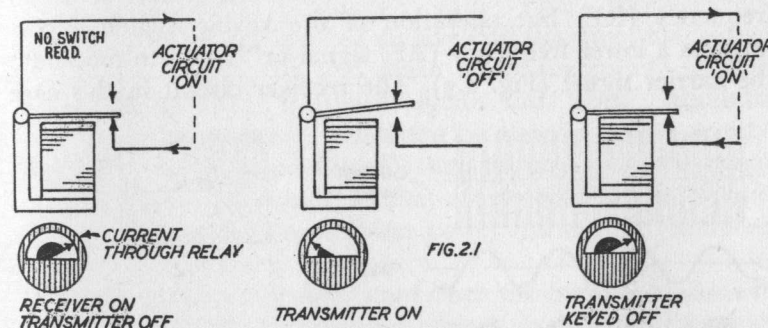 NO SWITCH
REQD.
ACTUATOR
CIRCUIT
'ON'
ACTUATOR
CIRCUIT
'OFF'
ACTUATOR
CIRCUIT
'ON'
CURRENT
THROUGH RELAY
FIG.2.1
RECEIVER ON
TRANSMITTER OFF
TRANSMITTER ON
TRANSMITTER
KEYED OFF